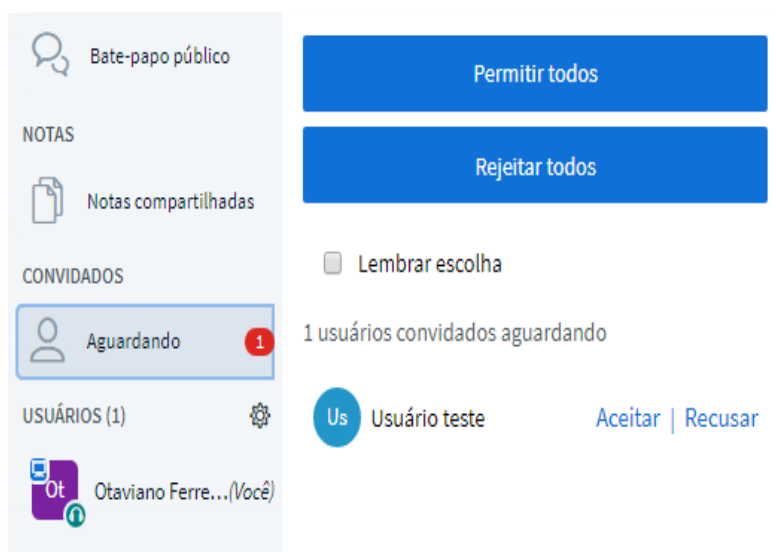 Bate-papo público
NOTAS
Notas compartilhadas
CONVIDADOS
Aguardando 1
USUÁRIOS (1)
Ot Otaviano Ferre...(Você)
Permitir todos
Rejeitar todos
Lembrar escolha
1 usuários convidados aguardando
Us Usuário teste Aceitar | Recusar